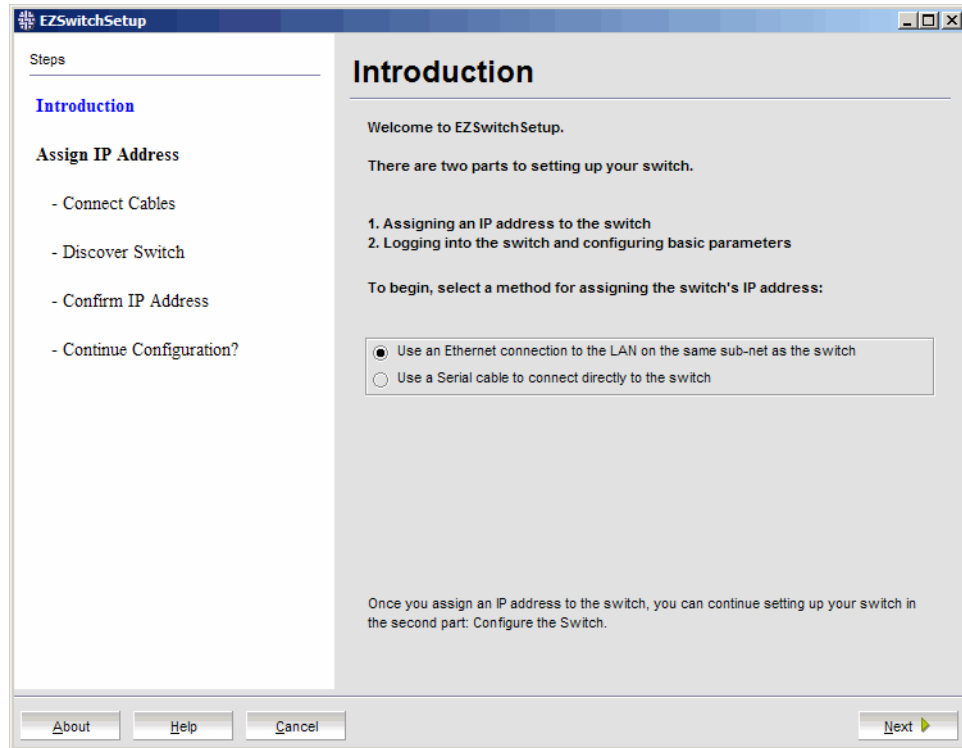 EZSwitchSetup
Steps
Introduction
Assign IP Address
- Connect Cables
- Discover Switch
- Confirm IP Address
- Continue Configuration?
Introduction
Welcome to EZSwitchSetup.
There are two parts to setting up your switch.
1. Assigning an IP address to the switch
2. Logging into the switch and configuring basic parameters
To begin, select a method for assigning the switch's IP address:
Use an Ethernet connection to the LAN on the same sub-net as the switch
Use a Serial cable to connect directly to the switch
Once you assign an IP address to the switch, you can continue setting up your switch in
the second part: Configure the Switch.
About
Help
Cancel
Next